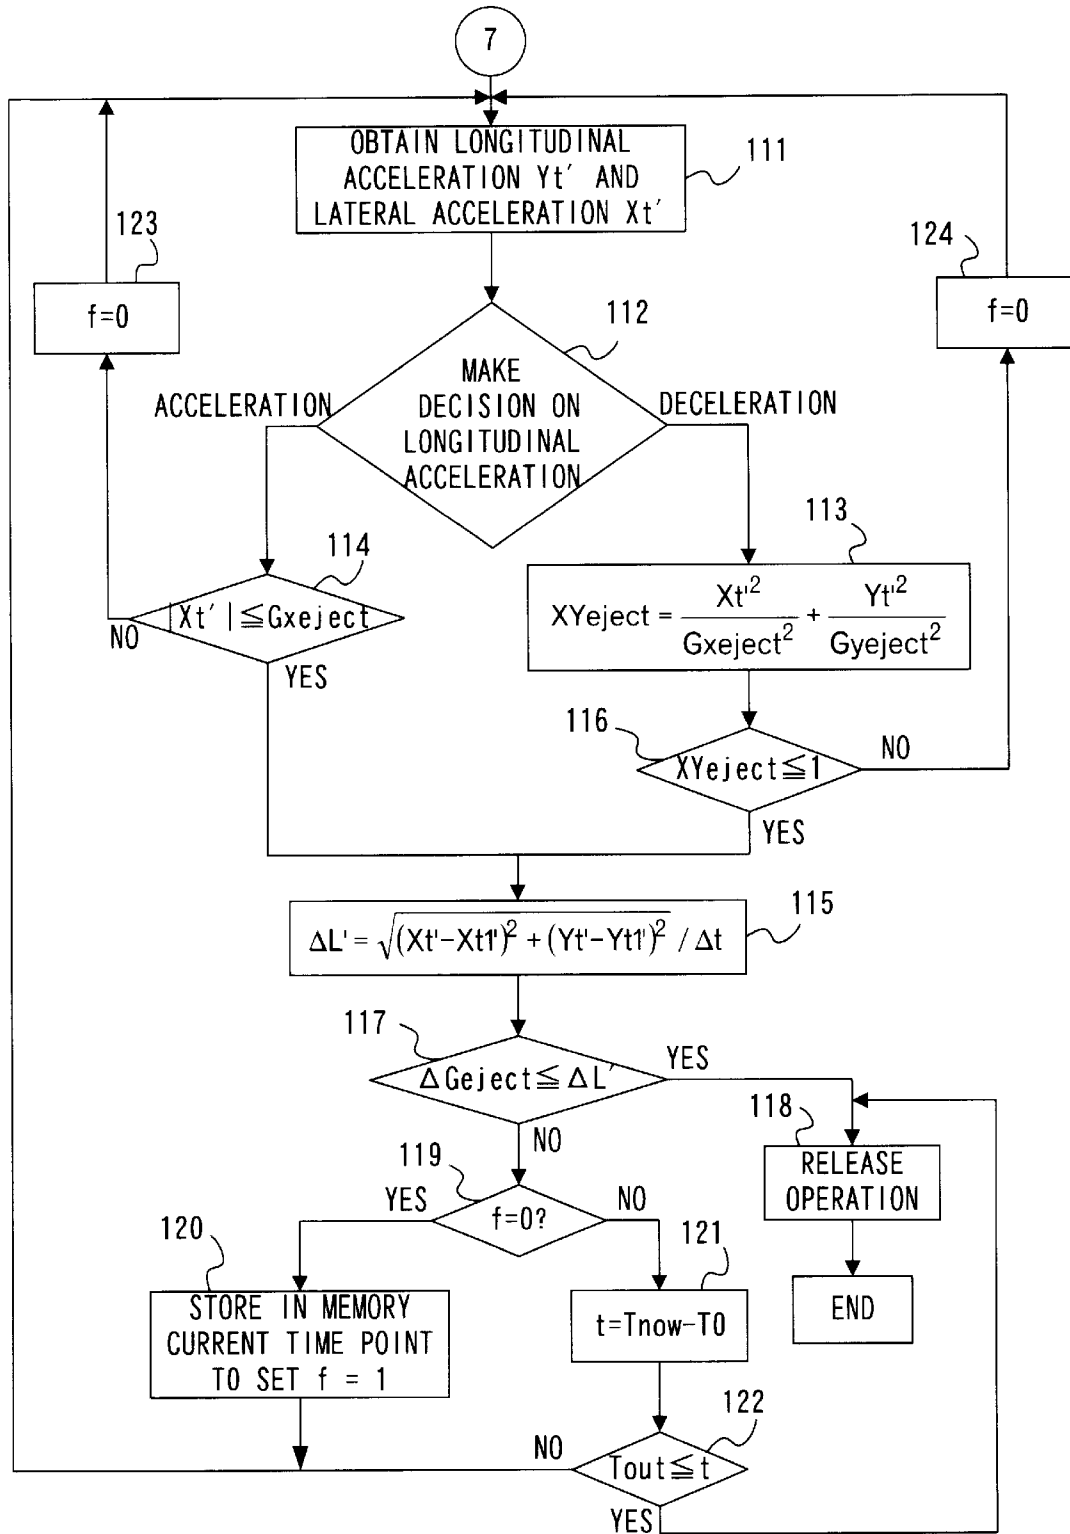 7
OBTAIN LONGITUDINAL
ACCELERATION Yt′ AND
LATERAL ACCELERATION Xt′
111
123
f=0
124
f=0
112
MAKE
DECISION ON
LONGITUDINAL
ACCELERATION
ACCELERATION
DECELERATION
113
XYeject = Xt'² / Gxeject² + Yt'² / Gyeject²
114
|Xt′|≦Gxeject
NO
YES
116
XYeject≦1
NO
YES
115
ΔL' = √(Xt'-Xt1')² + (Yt'-Yt1')² / Δt
117
ΔGeject≦ΔL'
YES
NO
118
RELEASE
OPERATION
END
119
f=0?
YES
NO
120
STORE IN MEMORY
CURRENT TIME POINT
TO SET f = 1
121
t=Tnow-T0
122
Tout≦t
NO
YES